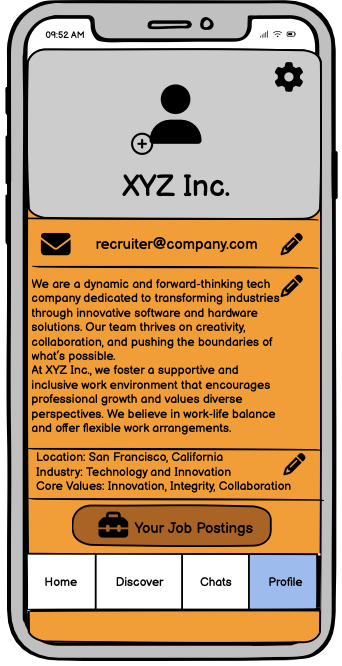 09:52 AM
XYZ Inc.
recruiter@company.com
We are a dynamic and forward-thinking tech
company dedicated to transforming industries
through innovative software and hardware
solutions. Our team thrives on creativity,
collaboration, and pushing the boundaries of
what's possible.
At XYZ Inc., we foster a supportive and
inclusive work environment that encourages
professional growth and values diverse
perspectives. We believe in work-life balance
and offer flexible work arrangements.
Location: San Francisco, California
Industry: Technology and Innovation
Core Values: Innovation, Integrity, Collaboration
Your Job Postings
Home Discover Chats Profile